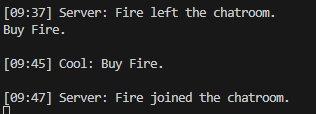 [09:37] Server: Fire left the chatroom.
Buy Fire.
[09:45] Cool: Buy Fire.
[09:47] Server: Fire joined the chatroom.